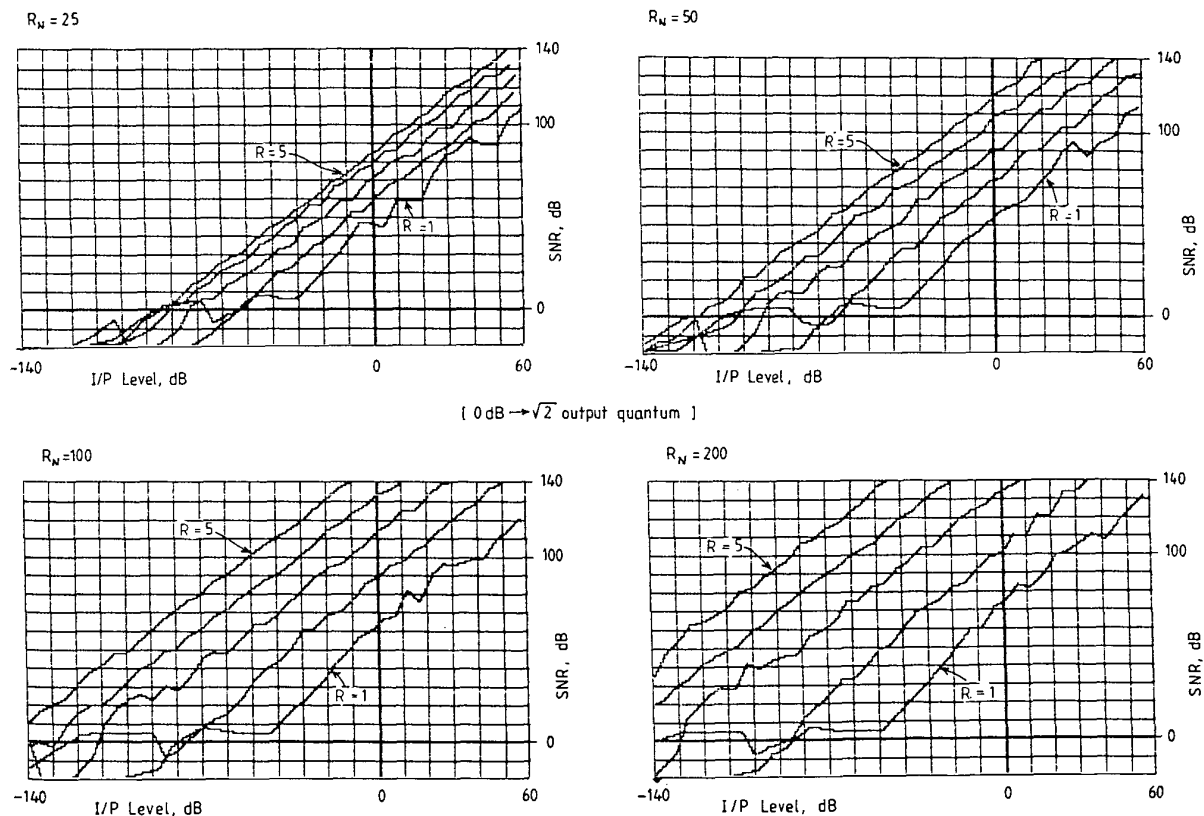 R_N = 25
140
100
0
SNR, dB
R = 5
R = 1
-140
0
60
I/P Level, dB
R_N = 50
140
100
0
SNR, dB
R = 5
R = 1
-140
0
60
I/P Level, dB
[ 0 dB → √2 output quantum ]
R_N =100
140
100
0
SNR, dB
R = 5
R = 1
-140
0
60
I/P Level, dB
R_N = 200
140
100
0
SNR, dB
R = 5
R = 1
-140
0
60
I/P Level, dB